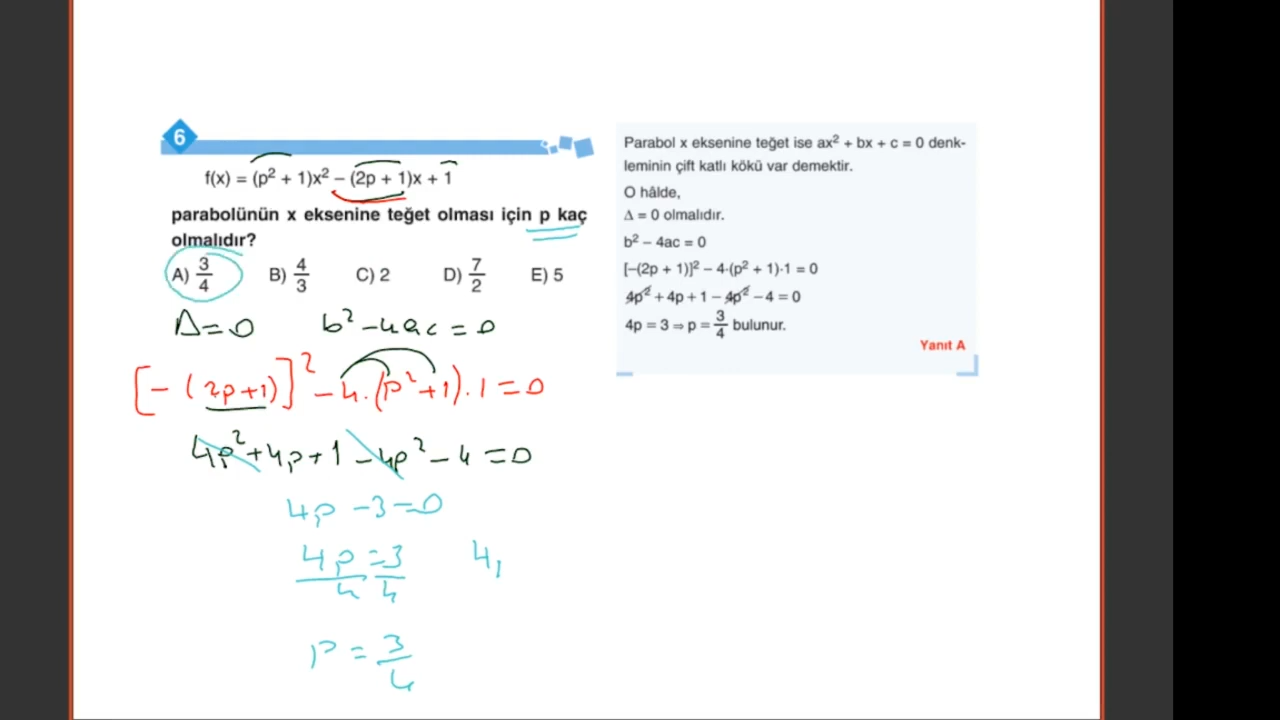 6
f(x) = (p² + 1)x² – (2p + 1)x + 1
parabolünün x eksenine teğet olması için p kaç
olmalıdır?
A) 3/4 B) 4/3 C) 2 D) 7/2 E) 5
Δ=0 b²-4ac=0
[-(2p+1)]²-4.(p²+1).1=0
4p²+4p+1-4p²-4=0
4p-3=0
4p/4=3/4 4,
p=3/4
Parabol x eksenine teğet ise ax² + bx + c = 0 denk-
leminin çift katlı kökü var demektir.
O hâlde,
Δ = 0 olmalıdır.
b² – 4ac = 0
[–(2p + 1)]² – 4·(p² + 1)·1 = 0
4p² + 4p + 1 – 4p² – 4 = 0
4p = 3 ⇒ p = 3/4 bulunur.
Yanıt A